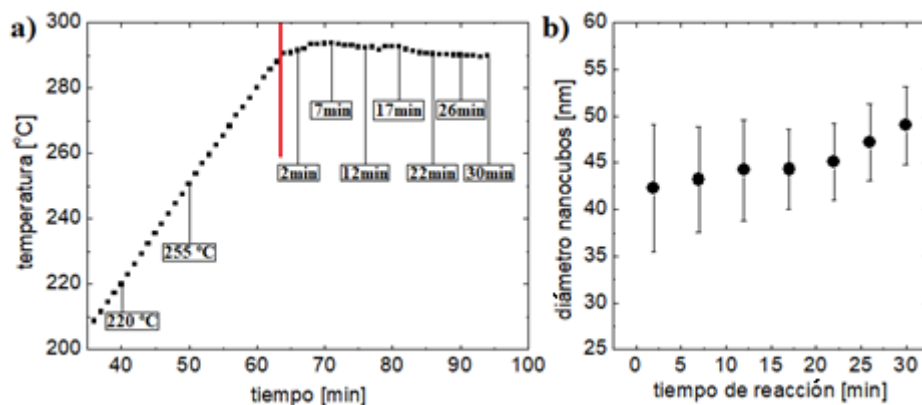 a)
300
280
260
240
220
200
temperatura [°C]
220 °C
255 °C
2min
7min
12min
17min
22min
26min
30min
40 50 60 70 80 90 100
tiempo [min]
b)
60
55
50
45
40
35
30
25
diámetro nanocubos [nm]
0 5 10 15 20 25 30
tiempo de reacción [min]